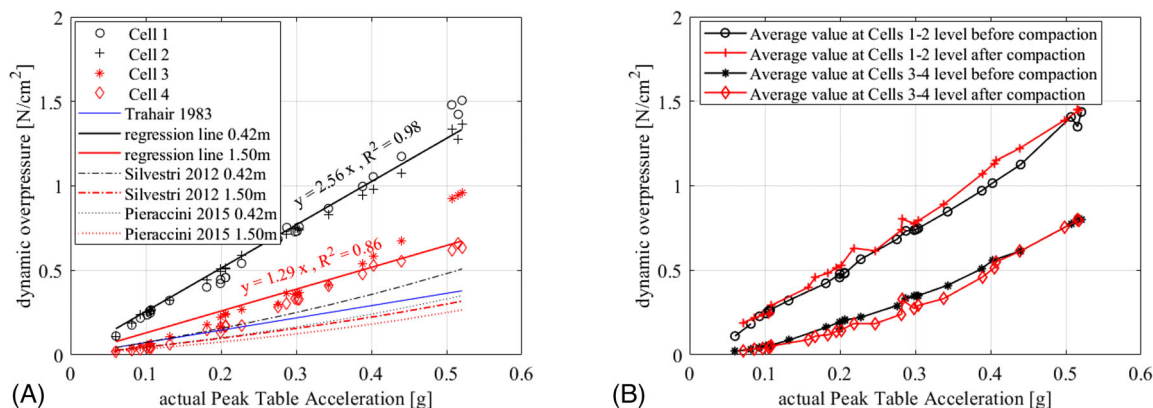 2
1.5
1
0.5
0
dynamic overpressure [N/cm²]
Cell 1
Cell 2
Cell 3
Cell 4
Trahair 1983
regression line 0.42m
regression line 1.50m
Silvestri 2012 0.42m
Silvestri 2012 1.50m
Pieraccini 2015 0.42m
Pieraccini 2015 1.50m
y = 2.56 x , R² = 0.98
y = 1.29 x , R² = 0.86
0 0.1 0.2 0.3 0.4 0.5 0.6
actual Peak Table Acceleration [g]
(A)
2
1.5
1
0.5
0
dynamic overpressure [N/cm²]
Average value at Cells 1-2 level before compaction
Average value at Cells 1-2 level after compaction
Average value at Cells 3-4 level before compaction
Average value at Cells 3-4 level after compaction
0 0.1 0.2 0.3 0.4 0.5 0.6
actual Peak Table Acceleration [g]
(B)